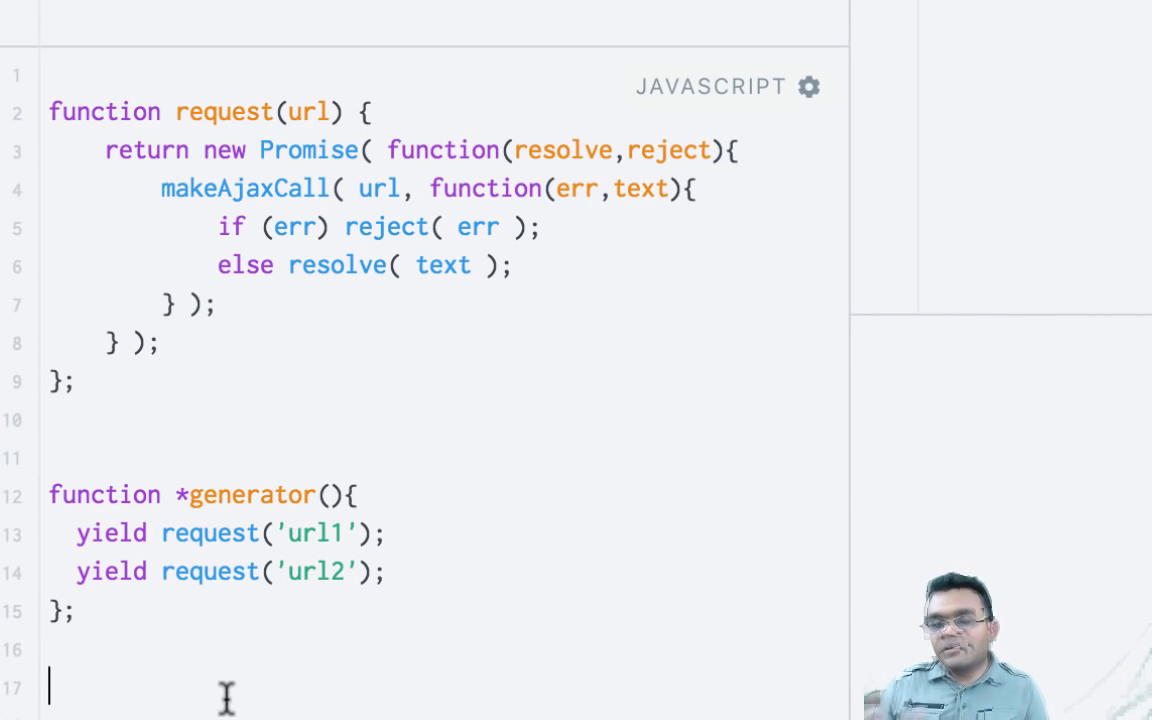 JAVASCRIPT
1
2 function request(url) {
3     return new Promise( function(resolve,reject){
4         makeAjaxCall( url, function(err,text){
5             if (err) reject( err );
6             else resolve( text );
7         } );
8     } );
9 };
10
11
12 function *generator(){
13   yield request('url1');
14   yield request('url2');
15 };
16
17